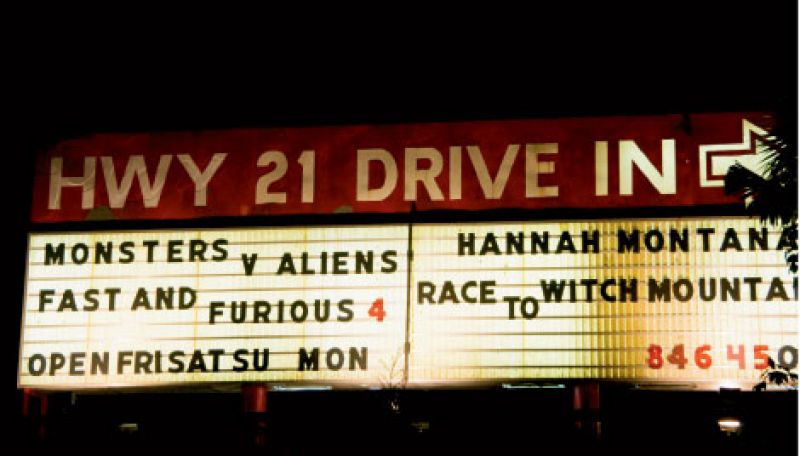 HWY 21 DRIVE IN
MONSTERS V ALIENS
FAST AND FURIOUS 4
OPEN FRI SAT SU MON
HANNAH MONTANA
RACE TO WITCH MOUNTAI
846 45